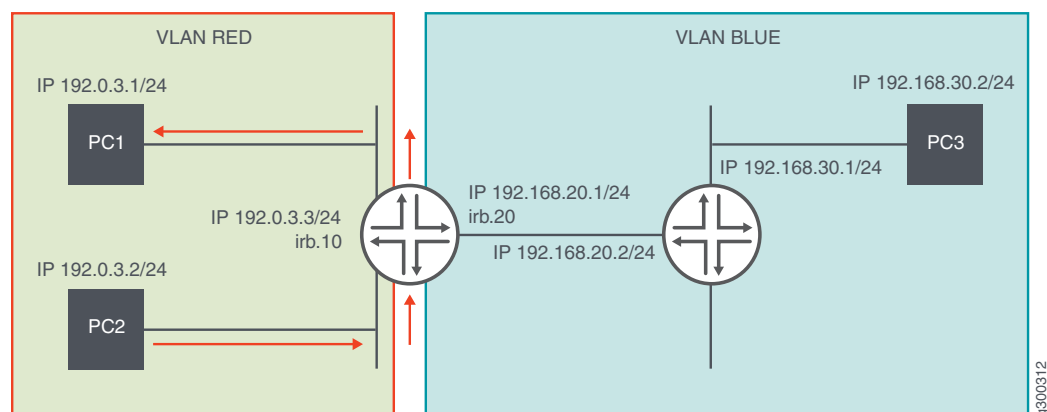 VLAN RED
VLAN BLUE
IP 192.0.3.1/24
PC1
IP 192.168.30.2/24
PC3
IP 192.168.30.1/24
IP 192.168.20.1/24
irb.20
IP 192.0.3.3/24
irb.10
IP 192.168.20.2/24
IP 192.0.3.2/24
PC2
g300312